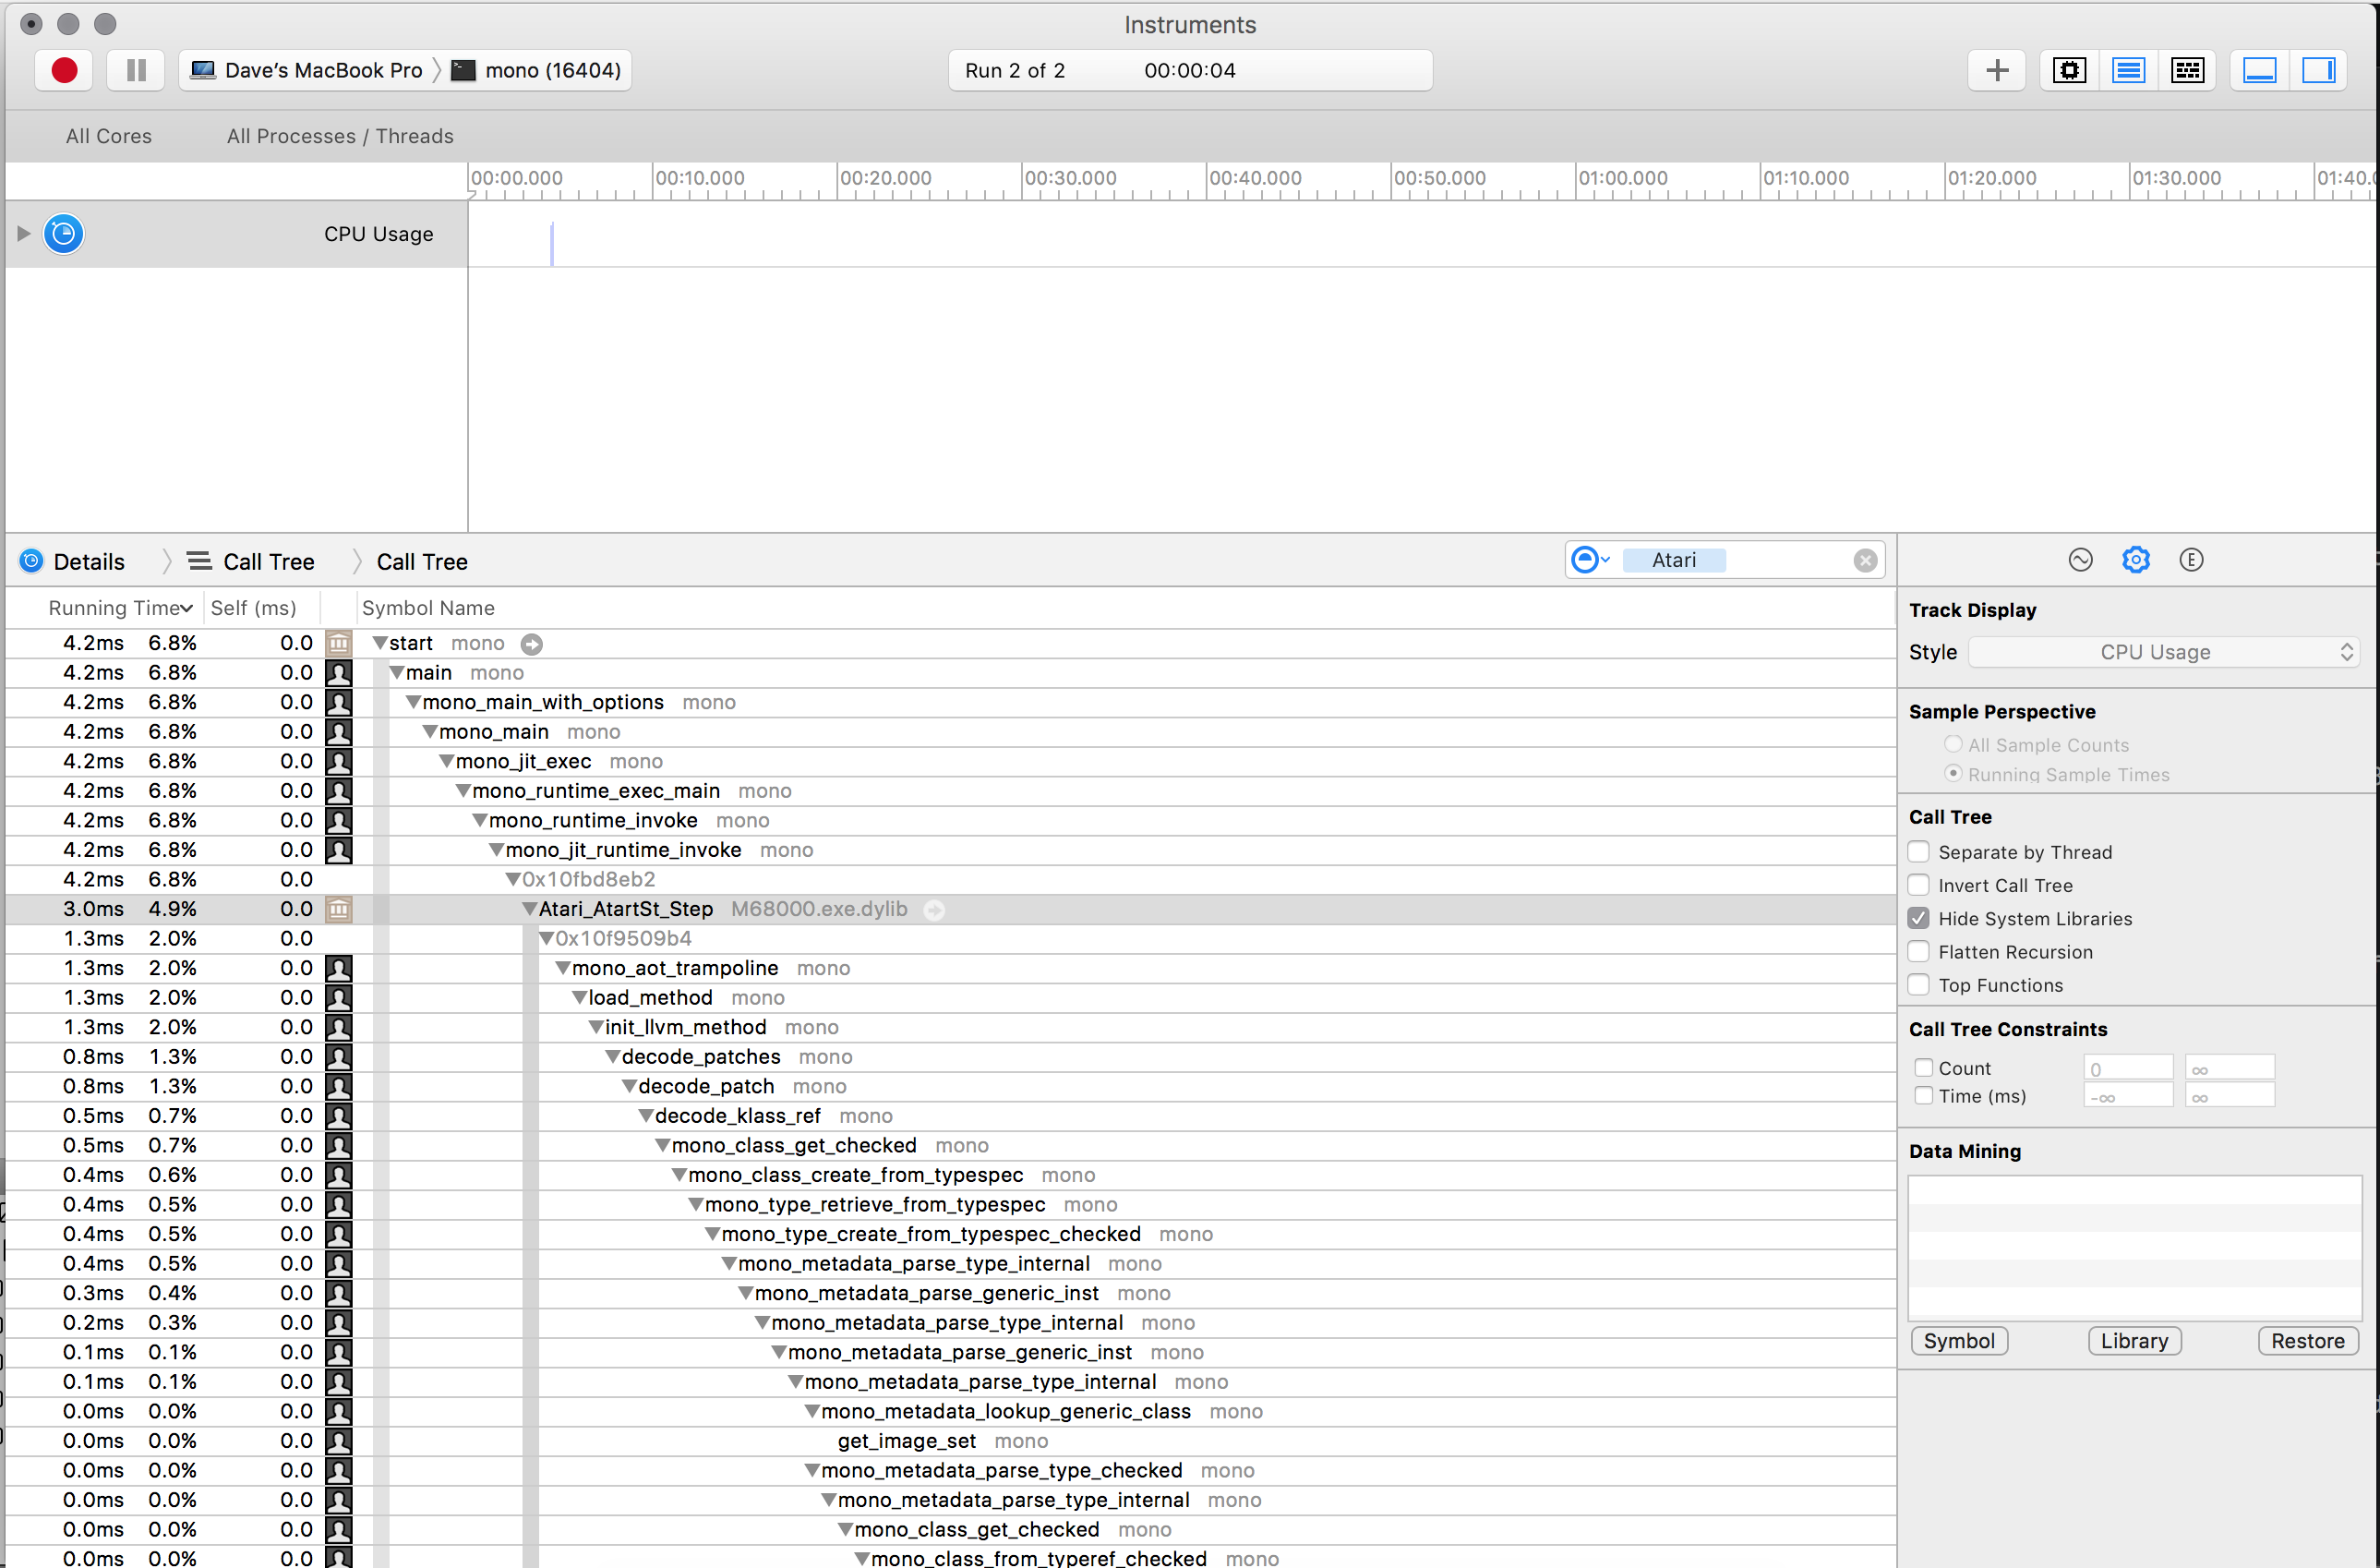 Instruments
Dave's MacBook Pro mono (16404) Run 2 of 2 00:00:04
All Cores All Processes / Threads
00:00.000 00:10.000 00:20.000 00:30.000 00:40.000 00:50.000 01:00.000 01:10.000 01:20.000 01:30.000 01:40.0
CPU Usage
Details Call Tree Call Tree Atari
Running Time Self (ms) Symbol Name
4.2ms 6.8% 0.0 start mono
4.2ms 6.8% 0.0 main mono
4.2ms 6.8% 0.0 mono_main_with_options mono
4.2ms 6.8% 0.0 mono_main mono
4.2ms 6.8% 0.0 mono_jit_exec mono
4.2ms 6.8% 0.0 mono_runtime_exec_main mono
4.2ms 6.8% 0.0 mono_runtime_invoke mono
4.2ms 6.8% 0.0 mono_jit_runtime_invoke mono
4.2ms 6.8% 0.0 0x10fbd8eb2
3.0ms 4.9% 0.0 Atari_AtartSt_Step M68000.exe.dylib
1.3ms 2.0% 0.0 0x10f9509b4
1.3ms 2.0% 0.0 mono_aot_trampoline mono
1.3ms 2.0% 0.0 load_method mono
1.3ms 2.0% 0.0 init_llvm_method mono
0.8ms 1.3% 0.0 decode_patches mono
0.8ms 1.3% 0.0 decode_patch mono
0.5ms 0.7% 0.0 decode_klass_ref mono
0.5ms 0.7% 0.0 mono_class_get_checked mono
0.4ms 0.6% 0.0 mono_class_create_from_typespec mono
0.4ms 0.5% 0.0 mono_type_retrieve_from_typespec mono
0.4ms 0.5% 0.0 mono_type_create_from_typespec_checked mono
0.4ms 0.5% 0.0 mono_metadata_parse_type_internal mono
0.3ms 0.4% 0.0 mono_metadata_parse_generic_inst mono
0.2ms 0.3% 0.0 mono_metadata_parse_type_internal mono
0.1ms 0.1% 0.0 mono_metadata_parse_generic_inst mono
0.1ms 0.1% 0.0 mono_metadata_parse_type_internal mono
0.0ms 0.0% 0.0 mono_metadata_lookup_generic_class mono
0.0ms 0.0% 0.0 get_image_set mono
0.0ms 0.0% 0.0 mono_metadata_parse_type_checked mono
0.0ms 0.0% 0.0 mono_metadata_parse_type_internal mono
0.0ms 0.0% 0.0 mono_class_get_checked mono
0.0ms 0.0% 0.0 mono_class_from_typeref_checked mono
E
Track Display
Style CPU Usage
Sample Perspective
All Sample Counts
Running Sample Times
Call Tree
Separate by Thread
Invert Call Tree
Hide System Libraries
Flatten Recursion
Top Functions
Call Tree Constraints
Count 0 ∞
Time (ms) -∞ ∞
Data Mining
Symbol Library Restore